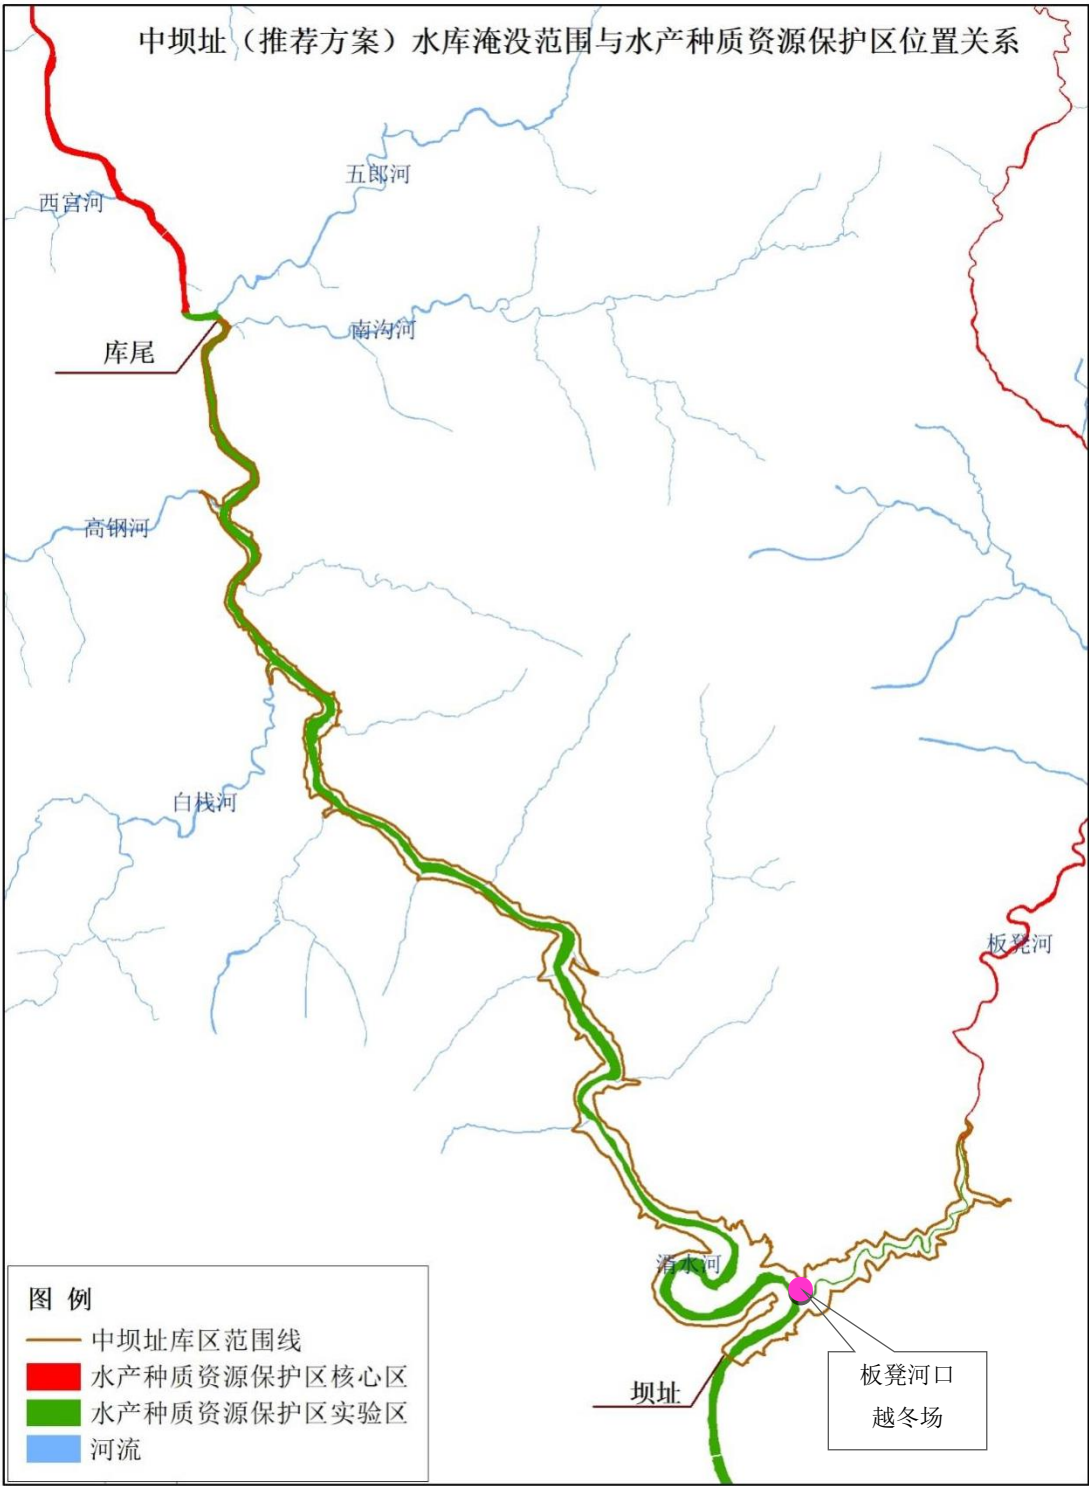 中坝址（推荐方案）水库淹没范围与水产种质资源保护区位置关系
五郎河
西宫河
南沟河
库尾
高钢河
白栈河
板凳河
湑水河
图 例
中坝址库区范围线
水产种质资源保护区核心区
水产种质资源保护区实验区
河流
坝址
板凳河口
越冬场